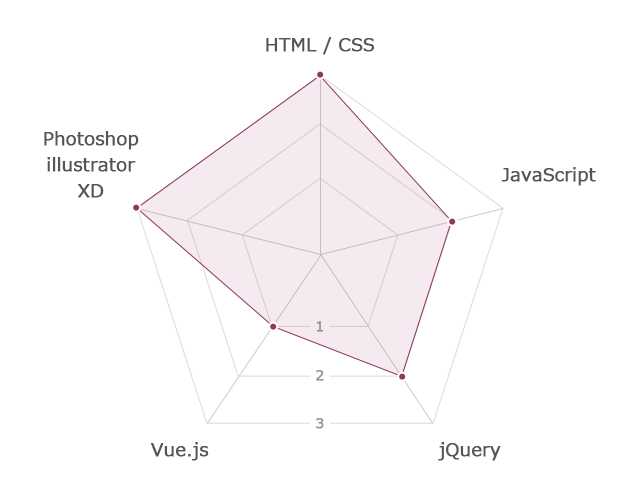 HTML / CSS
Photoshop
illustrator
XD
JavaScript
1
2
3
Vue.js
jQuery